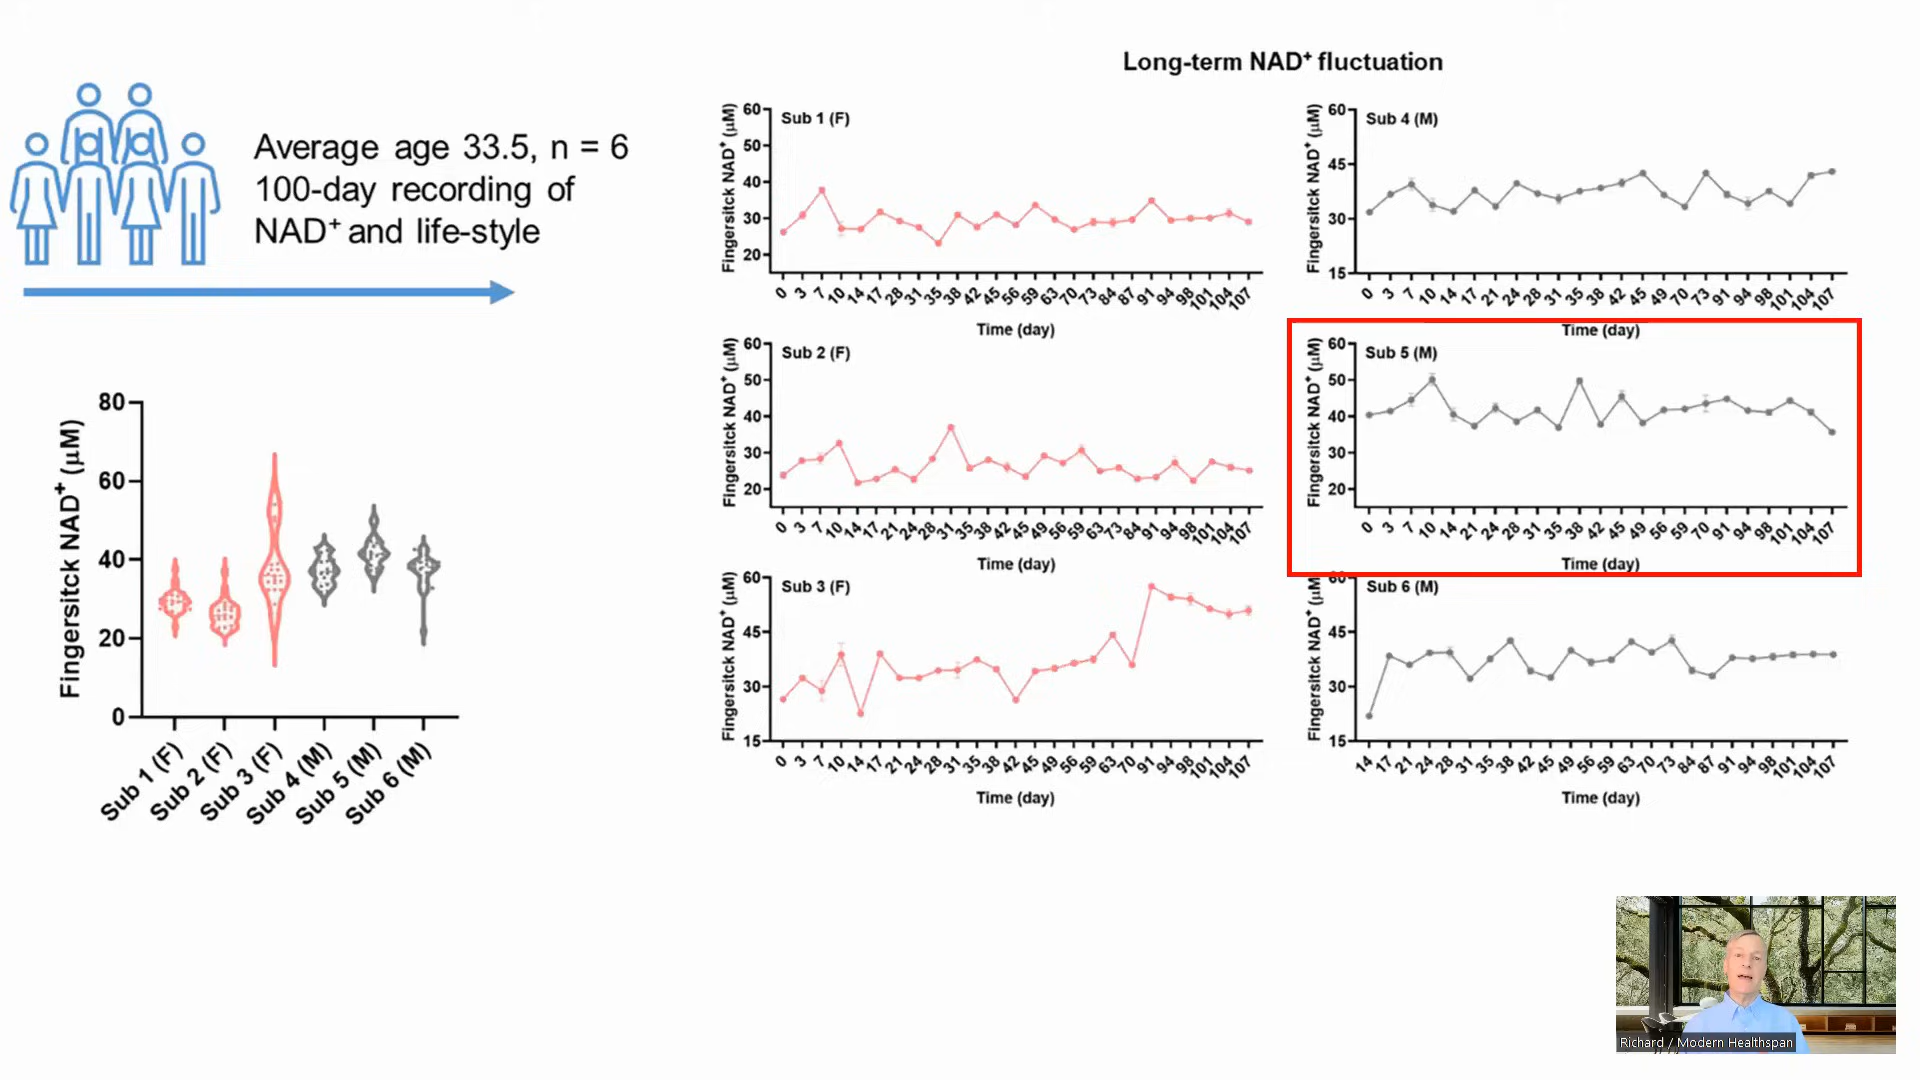 Long-term NAD⁺ fluctuation
Average age 33.5, n = 6
100-day recording of
NAD⁺ and life-style
Fingersitck NAD⁺ (µM)
80
60
40
20
0
Sub 1 (F)
Sub 2 (F)
Sub 3 (F)
Sub 4 (M)
Sub 5 (M)
Sub 6 (M)
Sub 1 (F)
Fingersitck NAD⁺ (µM)
60
50
40
30
20
0 3 7 10 14 17 28 31 35 38 42 45 56 59 63 70 73 84 87 91 94 98 101 104 107
Time (day)
Sub 4 (M)
Fingersitck NAD⁺ (µM)
60
45
30
15
0 3 7 10 14 17 21 24 28 31 35 38 42 45 49 70 73 91 94 98 101 104 107
Time (day)
Sub 2 (F)
Fingersitck NAD⁺ (µM)
60
50
40
30
20
0 3 7 10 14 17 21 24 28 31 35 38 42 45 49 56 59 63 73 84 91 94 98 101 104 107
Time (day)
Sub 5 (M)
Fingersitck NAD⁺ (µM)
60
50
40
30
20
0 3 7 10 14 21 24 28 31 35 38 42 45 49 56 59 70 91 94 98 101 104 107
Time (day)
Sub 3 (F)
Fingersitck NAD⁺ (µM)
60
45
30
15
0 3 7 10 14 17 21 24 28 31 35 38 42 45 49 56 59 63 70 91 94 98 101 104 107
Time (day)
Sub 6 (M)
Fingersitck NAD⁺ (µM)
60
45
30
15
14 17 21 24 28 31 35 38 42 45 49 56 59 63 70 73 84 87 91 94 98 101 104 107
Time (day)
Richard / Modern Healthspan